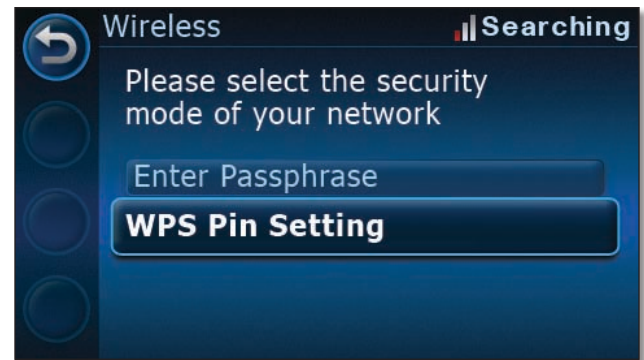 Wireless
Searching
Please select the security
mode of your network
Enter Passphrase
WPS Pin Setting